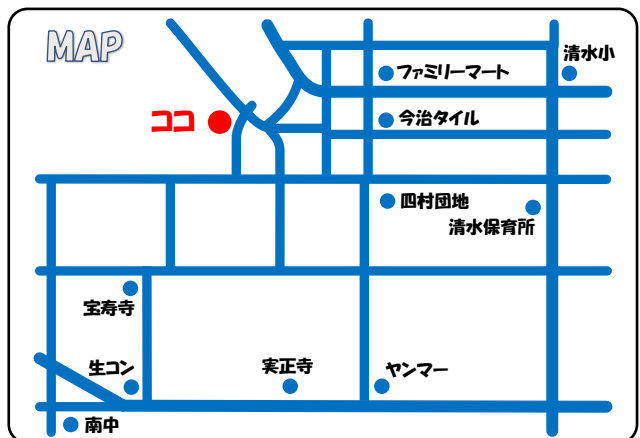 MAP
清水小
ファミリーマート
ココ
今治タイル
四村団地
清水保育所
宝寿寺
生コン
実正寺
ヤンマー
南中